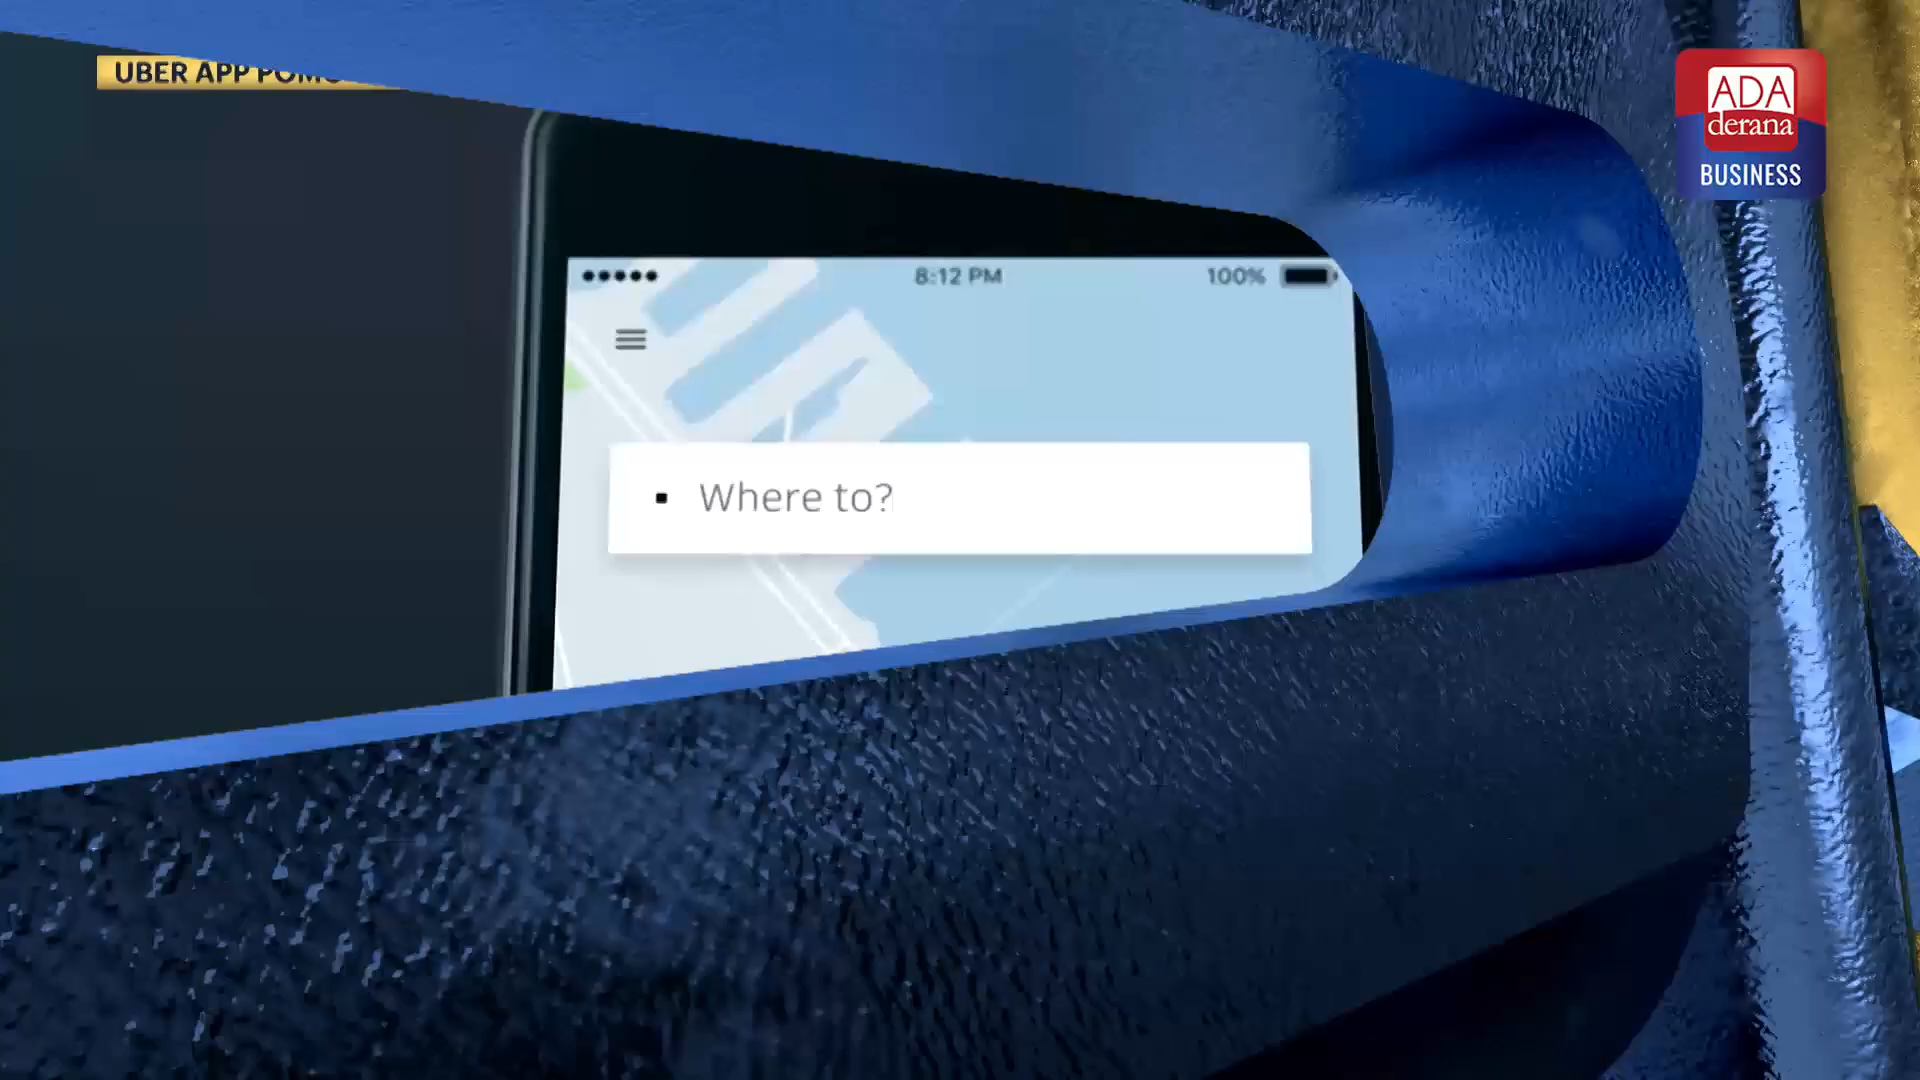 UBER APP
ADA
derana
BUSINESS
8:12 PM
100%
Where to?